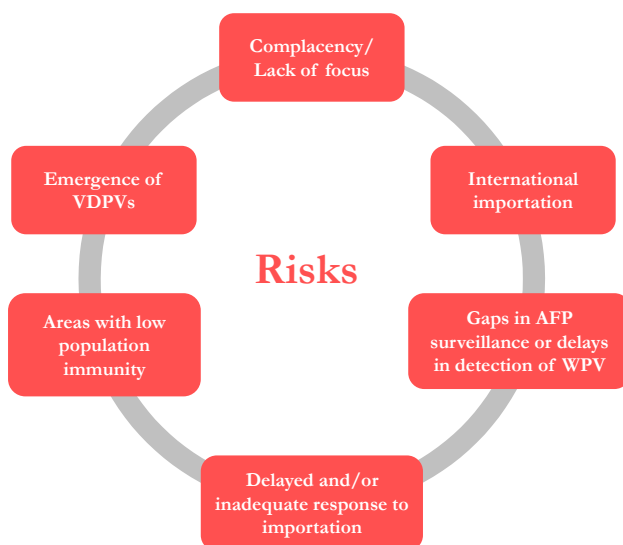 Complacency/
Lack of focus
Emergence of
VDPVs
International
importation
Risks
Areas with low
population
immunity
Gaps in AFP
surveillance or delays
in detection of WPV
Delayed and/or
inadequate response to
importation